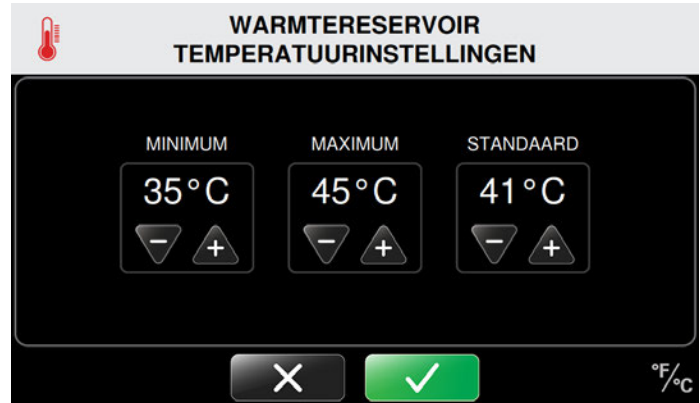 WARMTERESERVOIR
TEMPERATUURINSTELLINGEN
MINIMUM MAXIMUM STANDAARD
35°C 45°C 41°C
− + − + − +
°F/°C